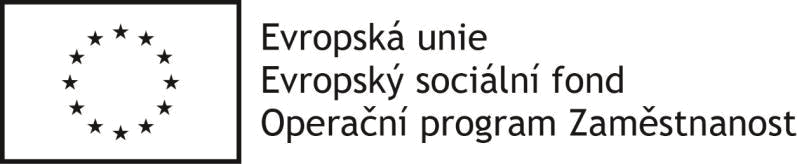 Evropská unie
Evropský sociální fond
Operační program Zaměstnanost